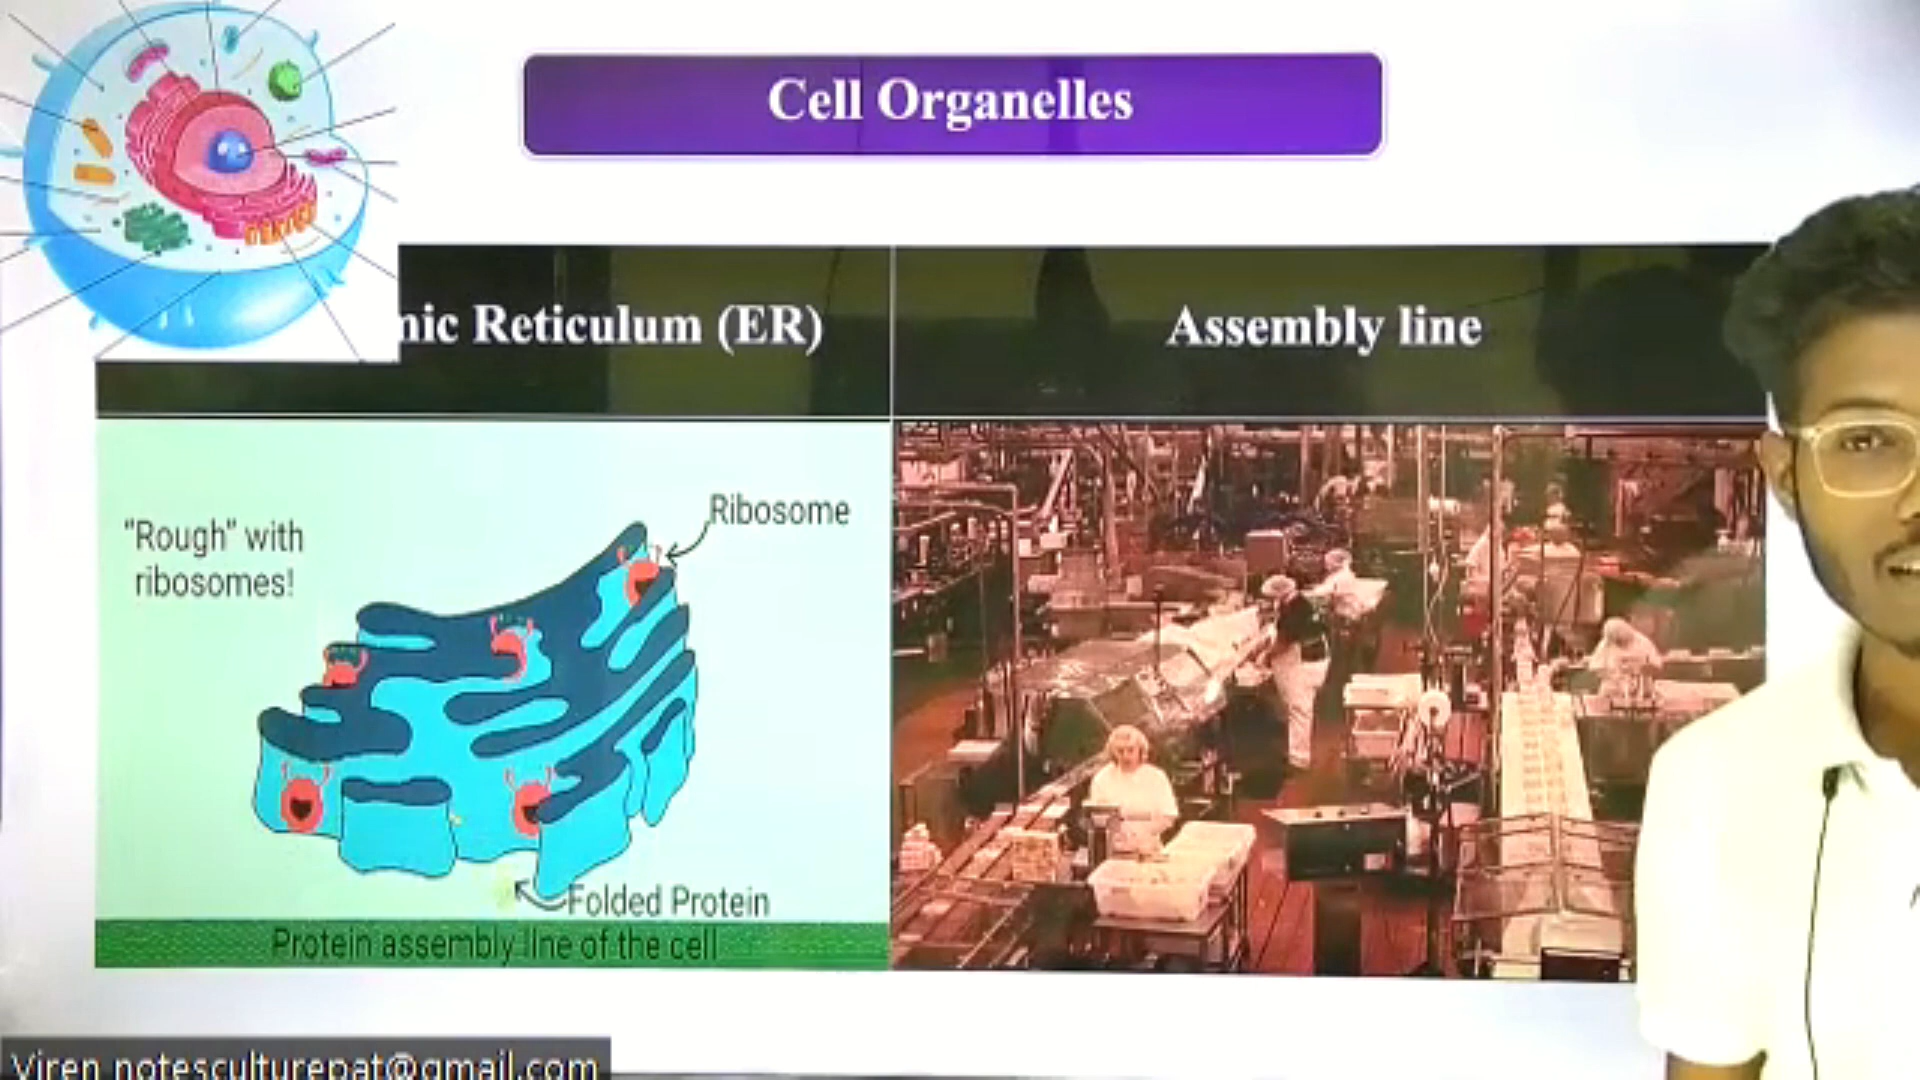 Cell Organelles
mic Reticulum (ER)
Assembly line
"Rough" with
ribosomes!
Ribosome
Folded Protein
Protein assembly line of the cell
Viren notesculturepat@gmail.com